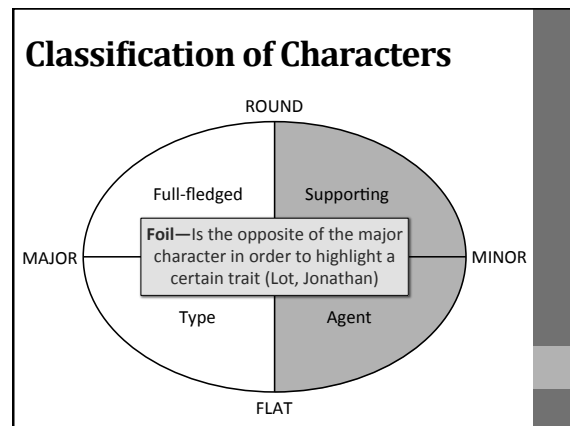 Classification of Characters
ROUND
Full-fledged
Supporting
Foil—Is the opposite of the major
character in order to highlight a
certain trait (Lot, Jonathan)
MAJOR
MINOR
Type
Agent
FLAT